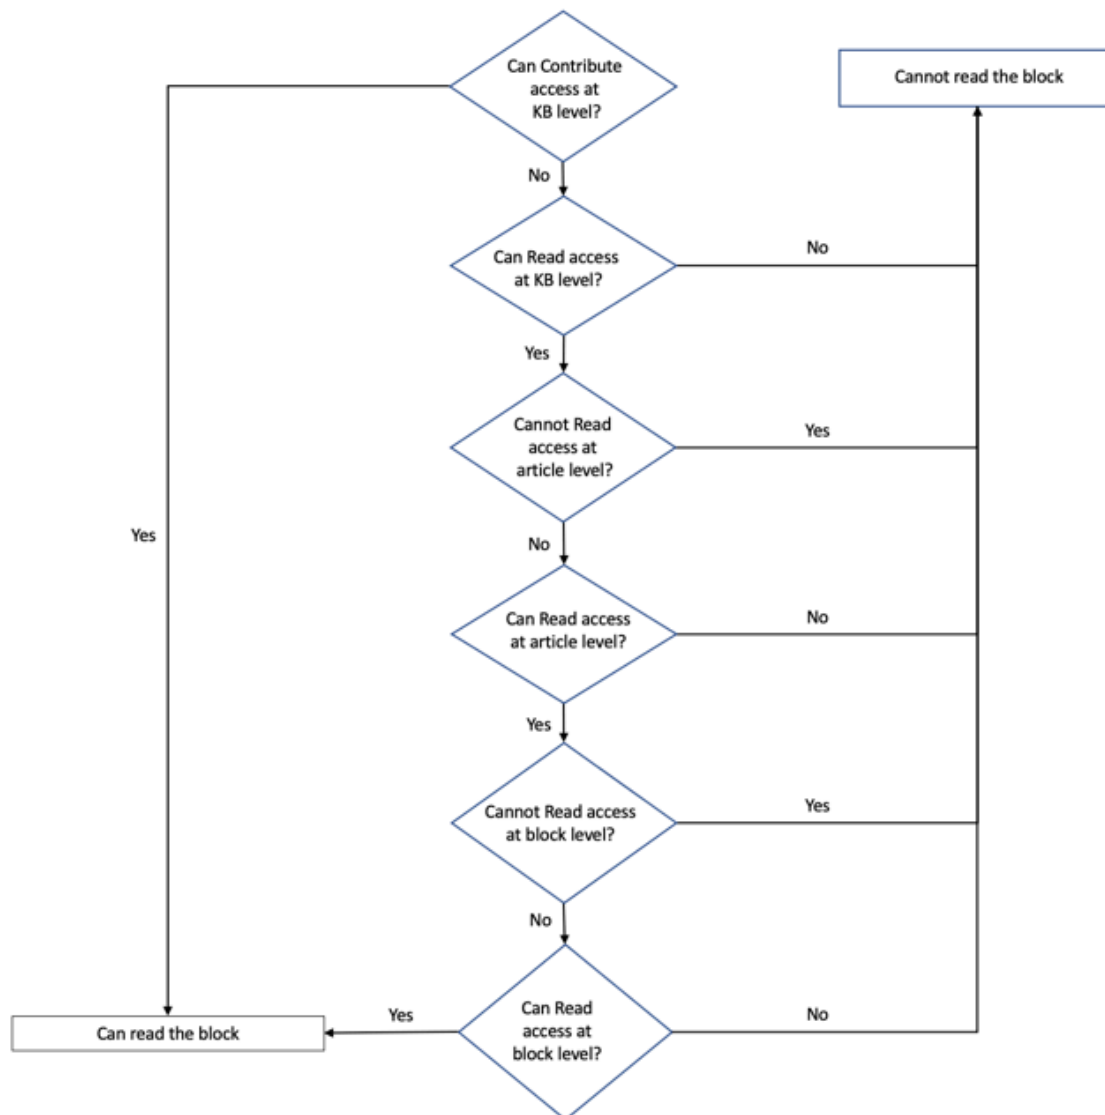 Can Contribute
access at
KB level?
Cannot read the block
No
Can Read access
at KB level?
No
Yes
Cannot Read
access at
article level?
Yes
Yes
No
Can Read access
at article level?
No
Yes
Cannot Read access
at block level?
Yes
No
Can Read
access at
block level?
Yes
No
Can read the block